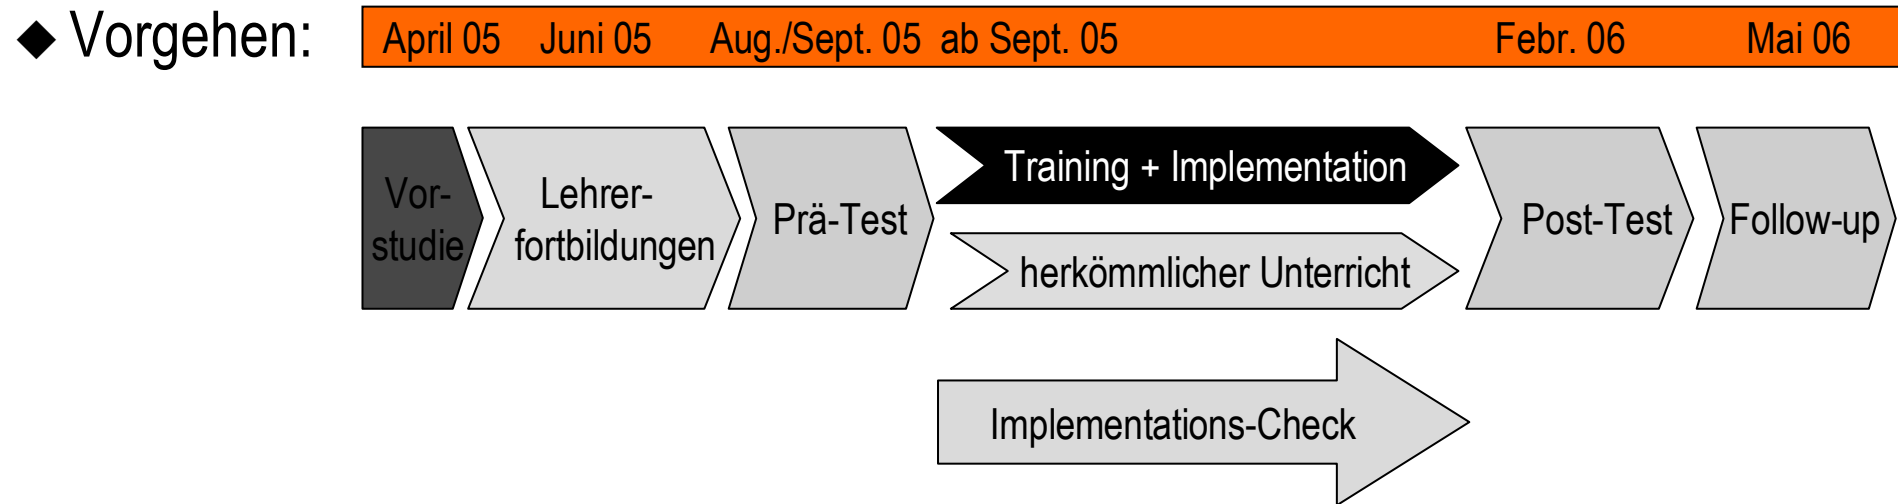 ◆ Vorgehen:
April 05 Juni 05 Aug./Sept. 05 ab Sept. 05 Febr. 06 Mai 06
Vor-
studie
Lehrer-
fortbildungen
Prä-Test
Training + Implementation
herkömmlicher Unterricht
Post-Test
Follow-up
Implementations-Check